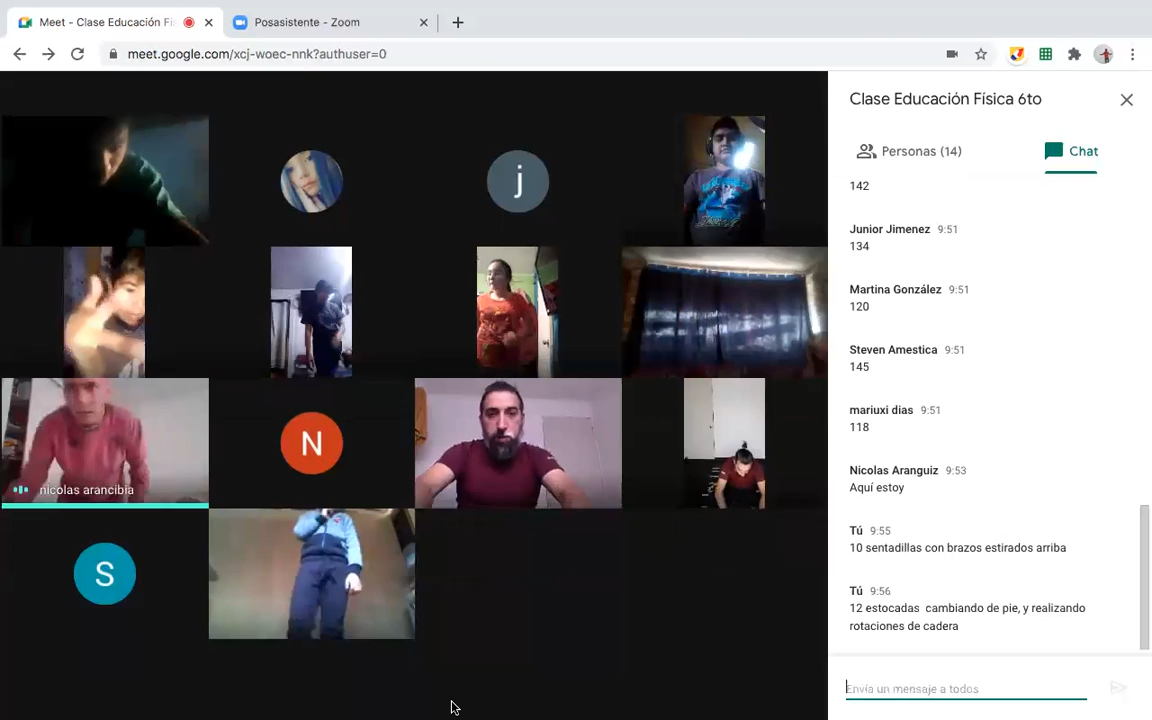 Meet - Clase Educación Fí
Posasistente - Zoom
meet.google.com/xcj-woec-nnk?authuser=0
Clase Educación Física 6to
Personas (14)
Chat
142
Junior Jimenez 9:51
134
Martina González 9:51
120
Steven Amestica 9:51
145
mariuxi dias 9:51
118
Nicolas Aranguiz 9:53
Aquí estoy
Tú 9:55
10 sentadillas con brazos estirados arriba
Tú 9:56
12 estocadas cambiando de pie, y realizando
rotaciones de cadera
Envía un mensaje a todos
j
N
nicolas arancibia
S